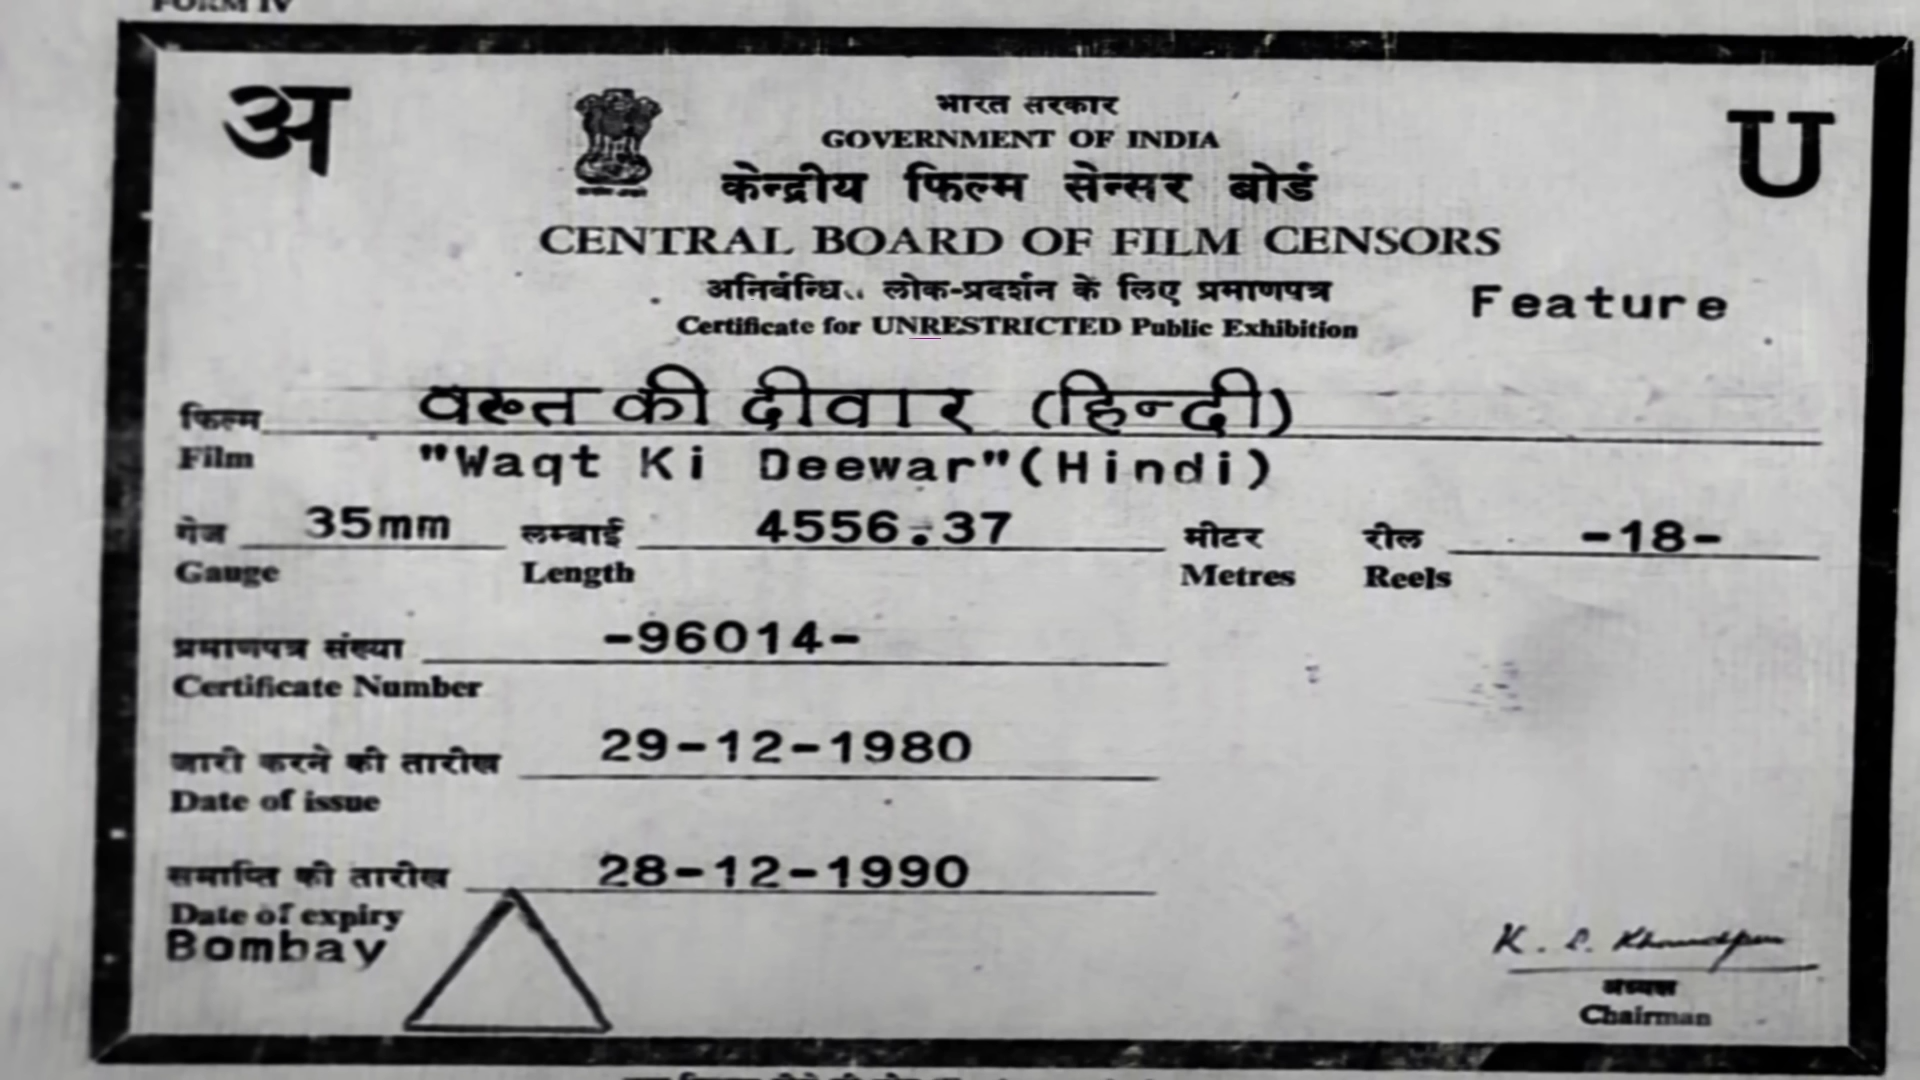 FORM IV
अ
भारत सरकार
GOVERNMENT OF INDIA
U
केन्द्रीय फिल्म सेन्सर बोर्ड
CENTRAL BOARD OF FILM CENSORS
लोक-प्रदर्शन के लिए प्रमाणपत्र
Feature
Certificate for UNRESTRICTED Public Exhibition
फिल्म वख्त की दीवार (हिन्दी)
Film "Waqt Ki Deewar"(Hindi)
गेज 35mm लम्बाई 4556.37 मीटर रील -18-
Gauge Length Metres Reels
प्रमाणपत्र संख्या -96014-
Certificate Number
जारी करने की तारीख 29-12-1980
Date of issue
समाप्ति की तारीख 28-12-1990
Date of expiry
Bombay
अध्यक्ष
Chairman